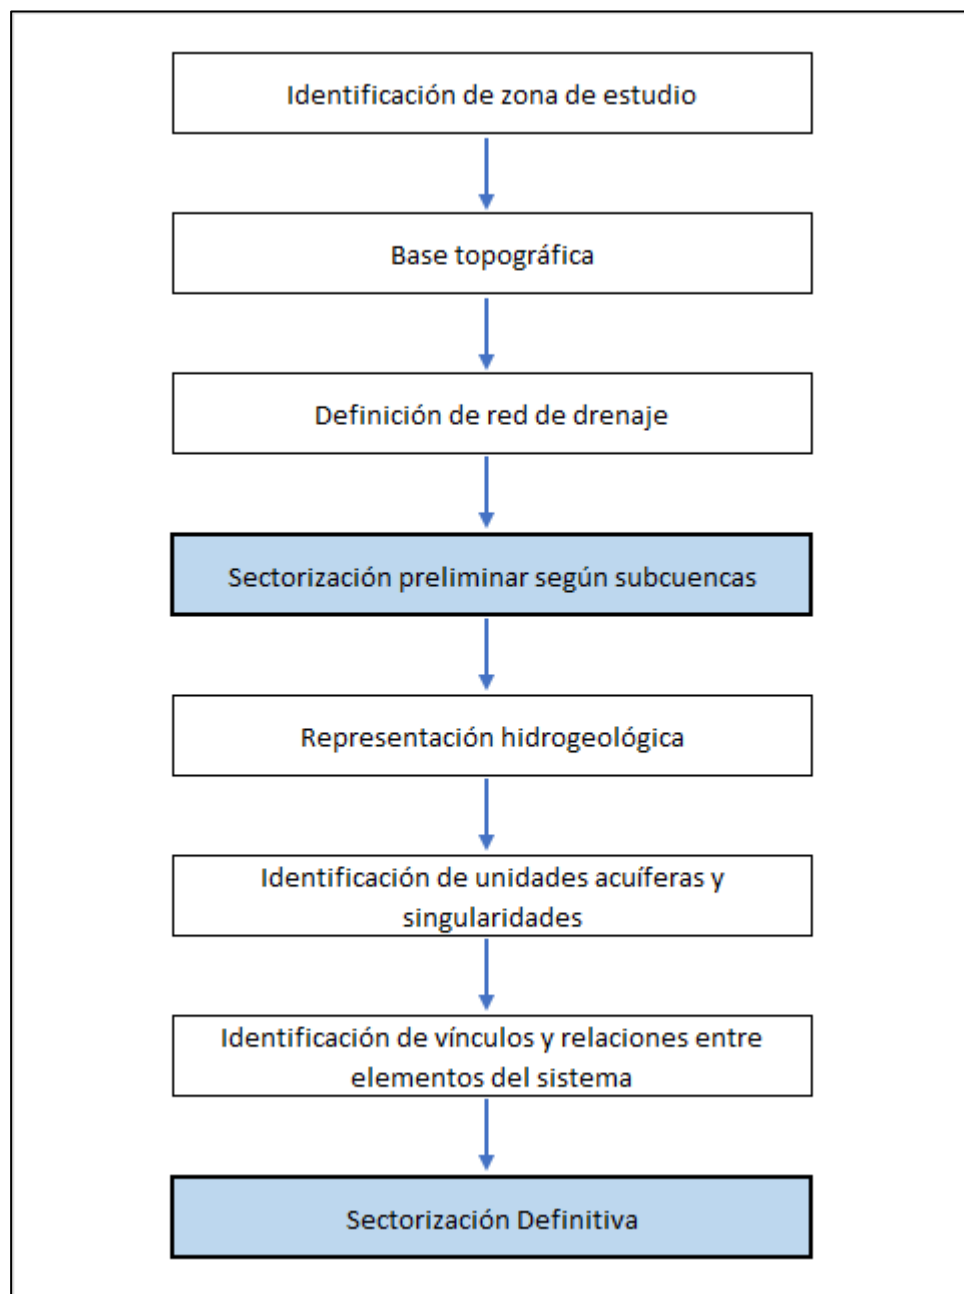 Identificación de zona de estudio
Base topográfica
Definición de red de drenaje
Sectorización preliminar según subcuencas
Representación hidrogeológica
Identificación de unidades acuíferas y
singularidades
Identificación de vínculos y relaciones entre
elementos del sistema
Sectorización Definitiva